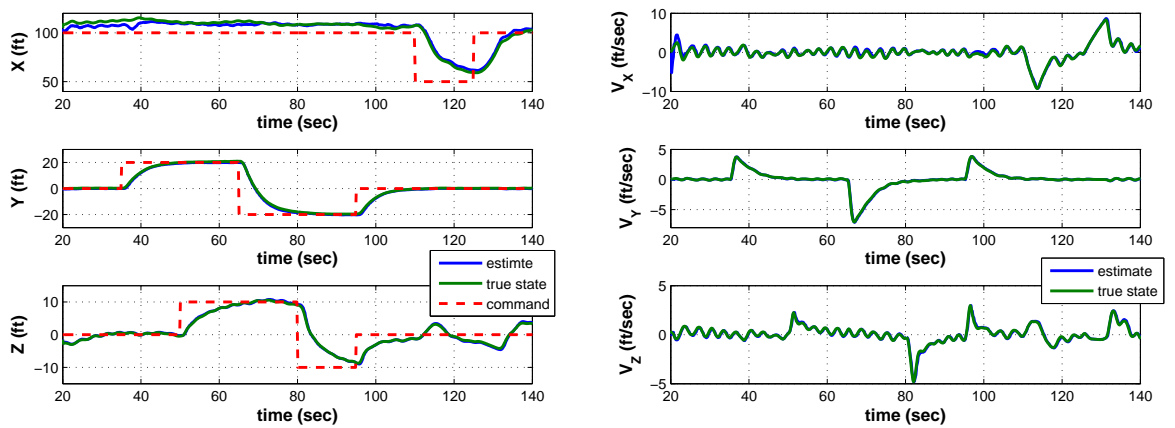 X (ft)
100
50
20 40 60 80 100 120 140
time (sec)
Y (ft)
20
0
−20
20 40 60 80 100 120 140
time (sec)
estimte
true state
command
Z (ft)
10
0
−10
20 40 60 80 100 120 140
time (sec)
V_X (ft/sec)
10
0
−10
20 40 60 80 100 120 140
time (sec)
V_Y (ft/sec)
5
0
−5
20 40 60 80 100 120 140
time (sec)
estimate
true state
V_Z (ft/sec)
5
0
−5
20 40 60 80 100 120 140
time (sec)